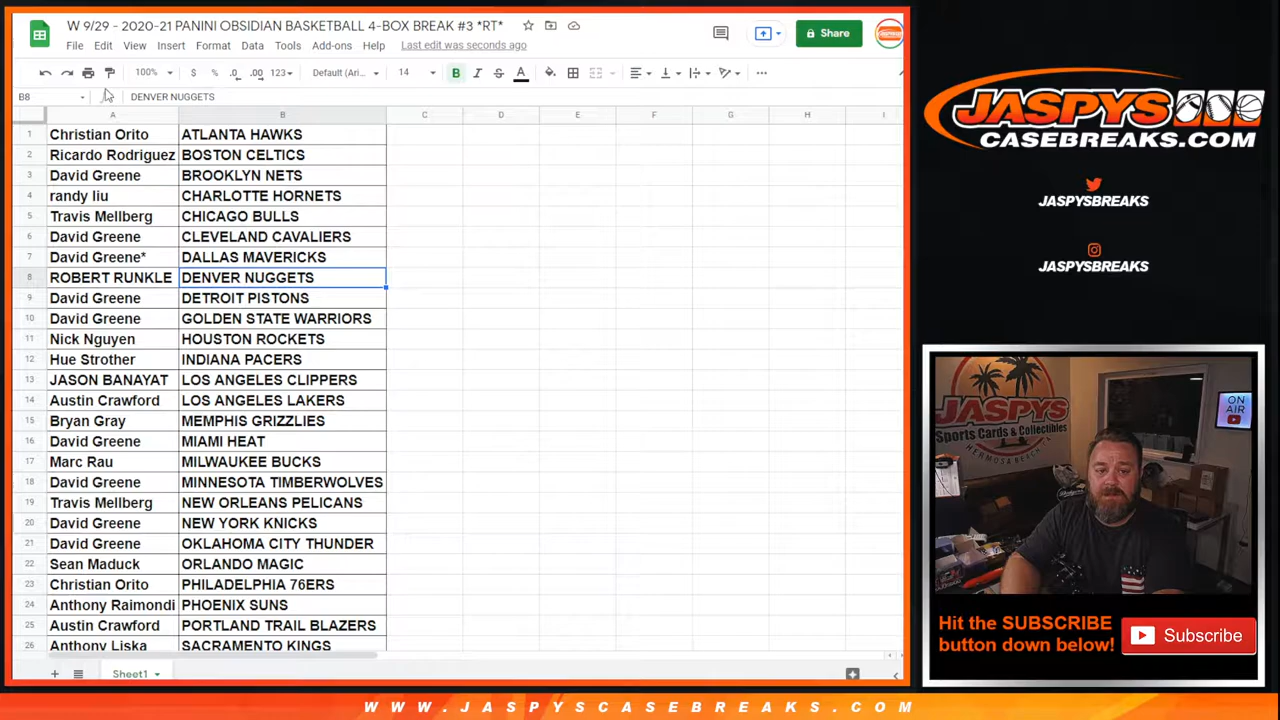 W 9/29 - 2020-21 PANINI OBSIDIAN BASKETBALL 4-BOX BREAK #3 *RT*
File Edit View Insert Format Data Tools Add-ons Help Last edit was seconds ago
Share
100% $ % .0 .00 123 Default (Ari... 14 B I S A
B8 DENVER NUGGETS
A B C D E F G H I
1 Christian Orito ATLANTA HAWKS
2 Ricardo Rodriguez BOSTON CELTICS
3 David Greene BROOKLYN NETS
4 randy liu CHARLOTTE HORNETS
5 Travis Mellberg CHICAGO BULLS
6 David Greene CLEVELAND CAVALIERS
7 David Greene* DALLAS MAVERICKS
8 ROBERT RUNKLE DENVER NUGGETS
9 David Greene DETROIT PISTONS
10 David Greene GOLDEN STATE WARRIORS
11 Nick Nguyen HOUSTON ROCKETS
12 Hue Strother INDIANA PACERS
13 JASON BANAYAT LOS ANGELES CLIPPERS
14 Austin Crawford LOS ANGELES LAKERS
15 Bryan Gray MEMPHIS GRIZZLIES
16 David Greene MIAMI HEAT
17 Marc Rau MILWAUKEE BUCKS
18 David Greene MINNESOTA TIMBERWOLVES
19 Travis Mellberg NEW ORLEANS PELICANS
20 David Greene NEW YORK KNICKS
21 David Greene OKLAHOMA CITY THUNDER
22 Sean Maduck ORLANDO MAGIC
23 Christian Orito PHILADELPHIA 76ERS
24 Anthony Raimondi PHOENIX SUNS
25 Austin Crawford PORTLAND TRAIL BLAZERS
26 Anthony Liska SACRAMENTO KINGS
Sheet1
JASPYS
CASEBREAKS.COM
JASPYSBREAKS
JASPYSBREAKS
JASPYS
Sports Cards & Collectibles
HERMOSA BEACH
ON
AIR
Hit the SUBSCRIBE
button down below!
Subscribe
WWW.JASPYSCASEBREAKS.COM